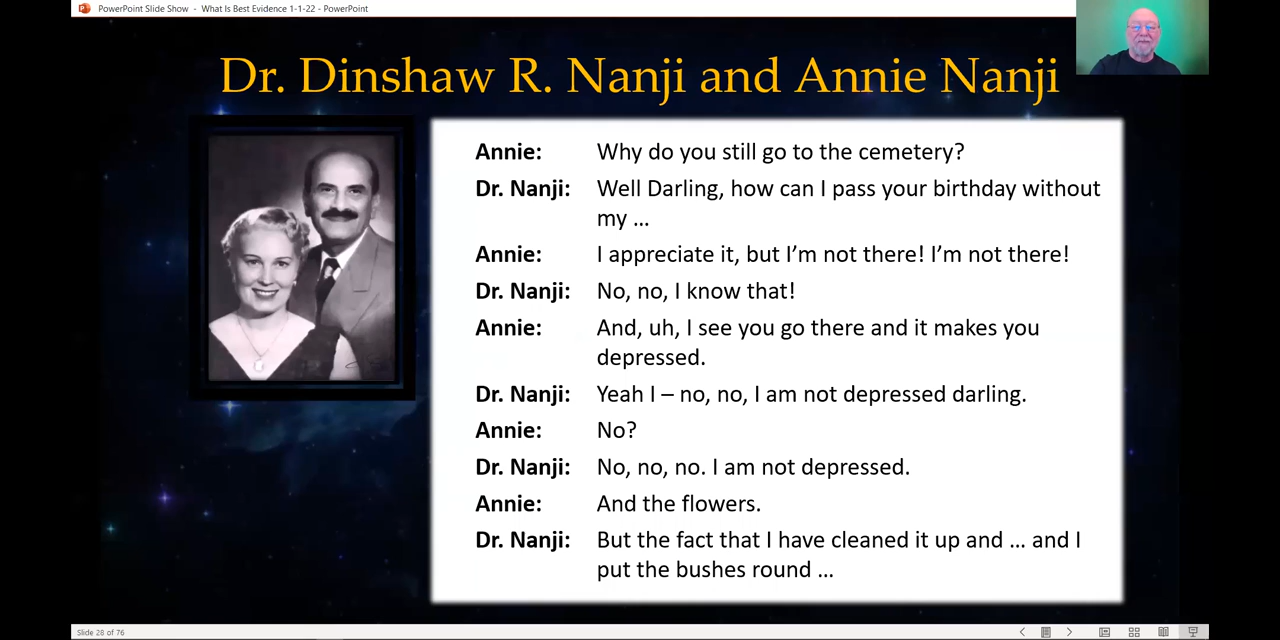 PowerPoint Slide Show - What Is Best Evidence 1-1-22 - PowerPoint
Dr. Dinshaw R. Nanji and Annie Nanji
Annie: Why do you still go to the cemetery?
Dr. Nanji: Well Darling, how can I pass your birthday without
my ...
Annie: I appreciate it, but I’m not there! I’m not there!
Dr. Nanji: No, no, I know that!
Annie: And, uh, I see you go there and it makes you
depressed.
Dr. Nanji: Yeah I – no, no, I am not depressed darling.
Annie: No?
Dr. Nanji: No, no, no. I am not depressed.
Annie: And the flowers.
Dr. Nanji: But the fact that I have cleaned it up and ... and I
put the bushes round ...
Slide 28 of 76